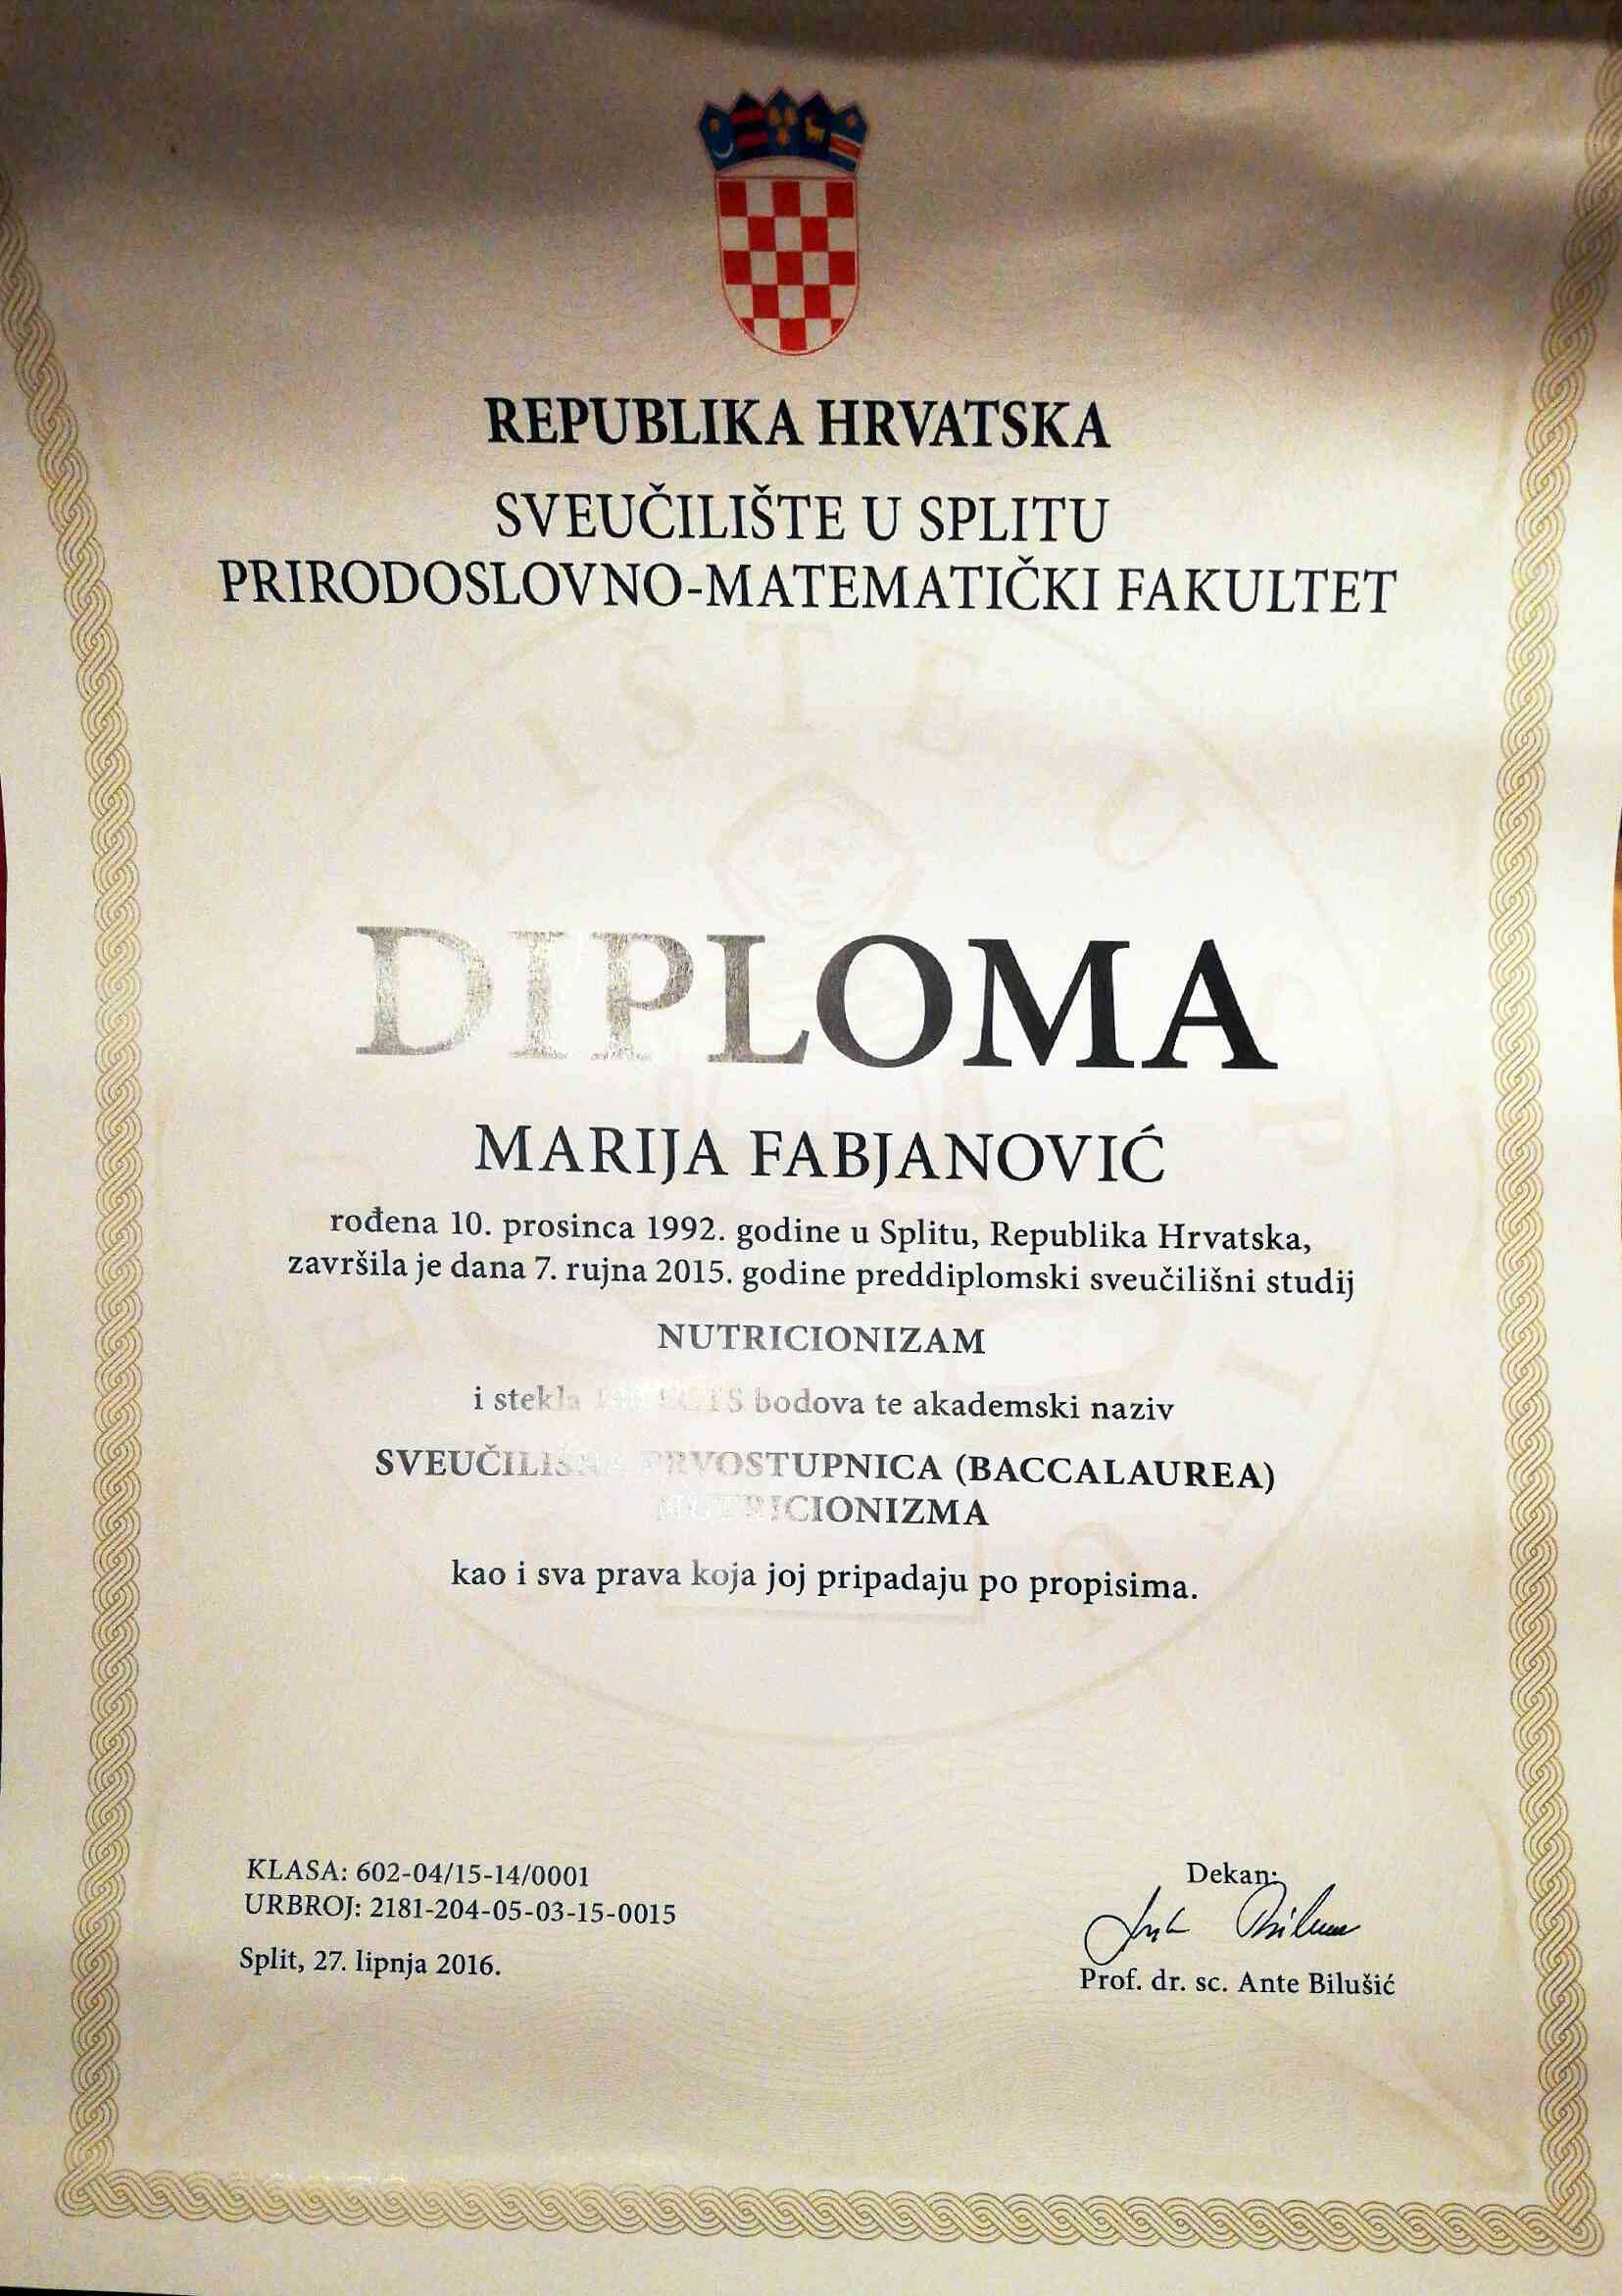 REPUBLIKA HRVATSKA
SVEUČILIŠTE U SPLITU
PRIRODOSLOVNO-MATEMATIČKI FAKULTET
DIPLOMA
MARIJA FABJANOVIĆ
rođena 10. prosinca 1992. godine u Splitu, Republika Hrvatska,
završila je dana 7. rujna 2015. godine preddiplomski sveučilišni studij
NUTRICIONIZAM
i stekla ECTS bodova te akademski naziv
SVEUČILIŠNA PRVOSTUPNICA (BACCALAUREA)
NUTRICIONIZMA
kao i sva prava koja joj pripadaju po propisima.
KLASA: 602-04/15-14/0001
URBROJ: 2181-204-05-03-15-0015
Split, 27. lipnja 2016.
Dekan:
Prof. dr. sc. Ante Bilušić